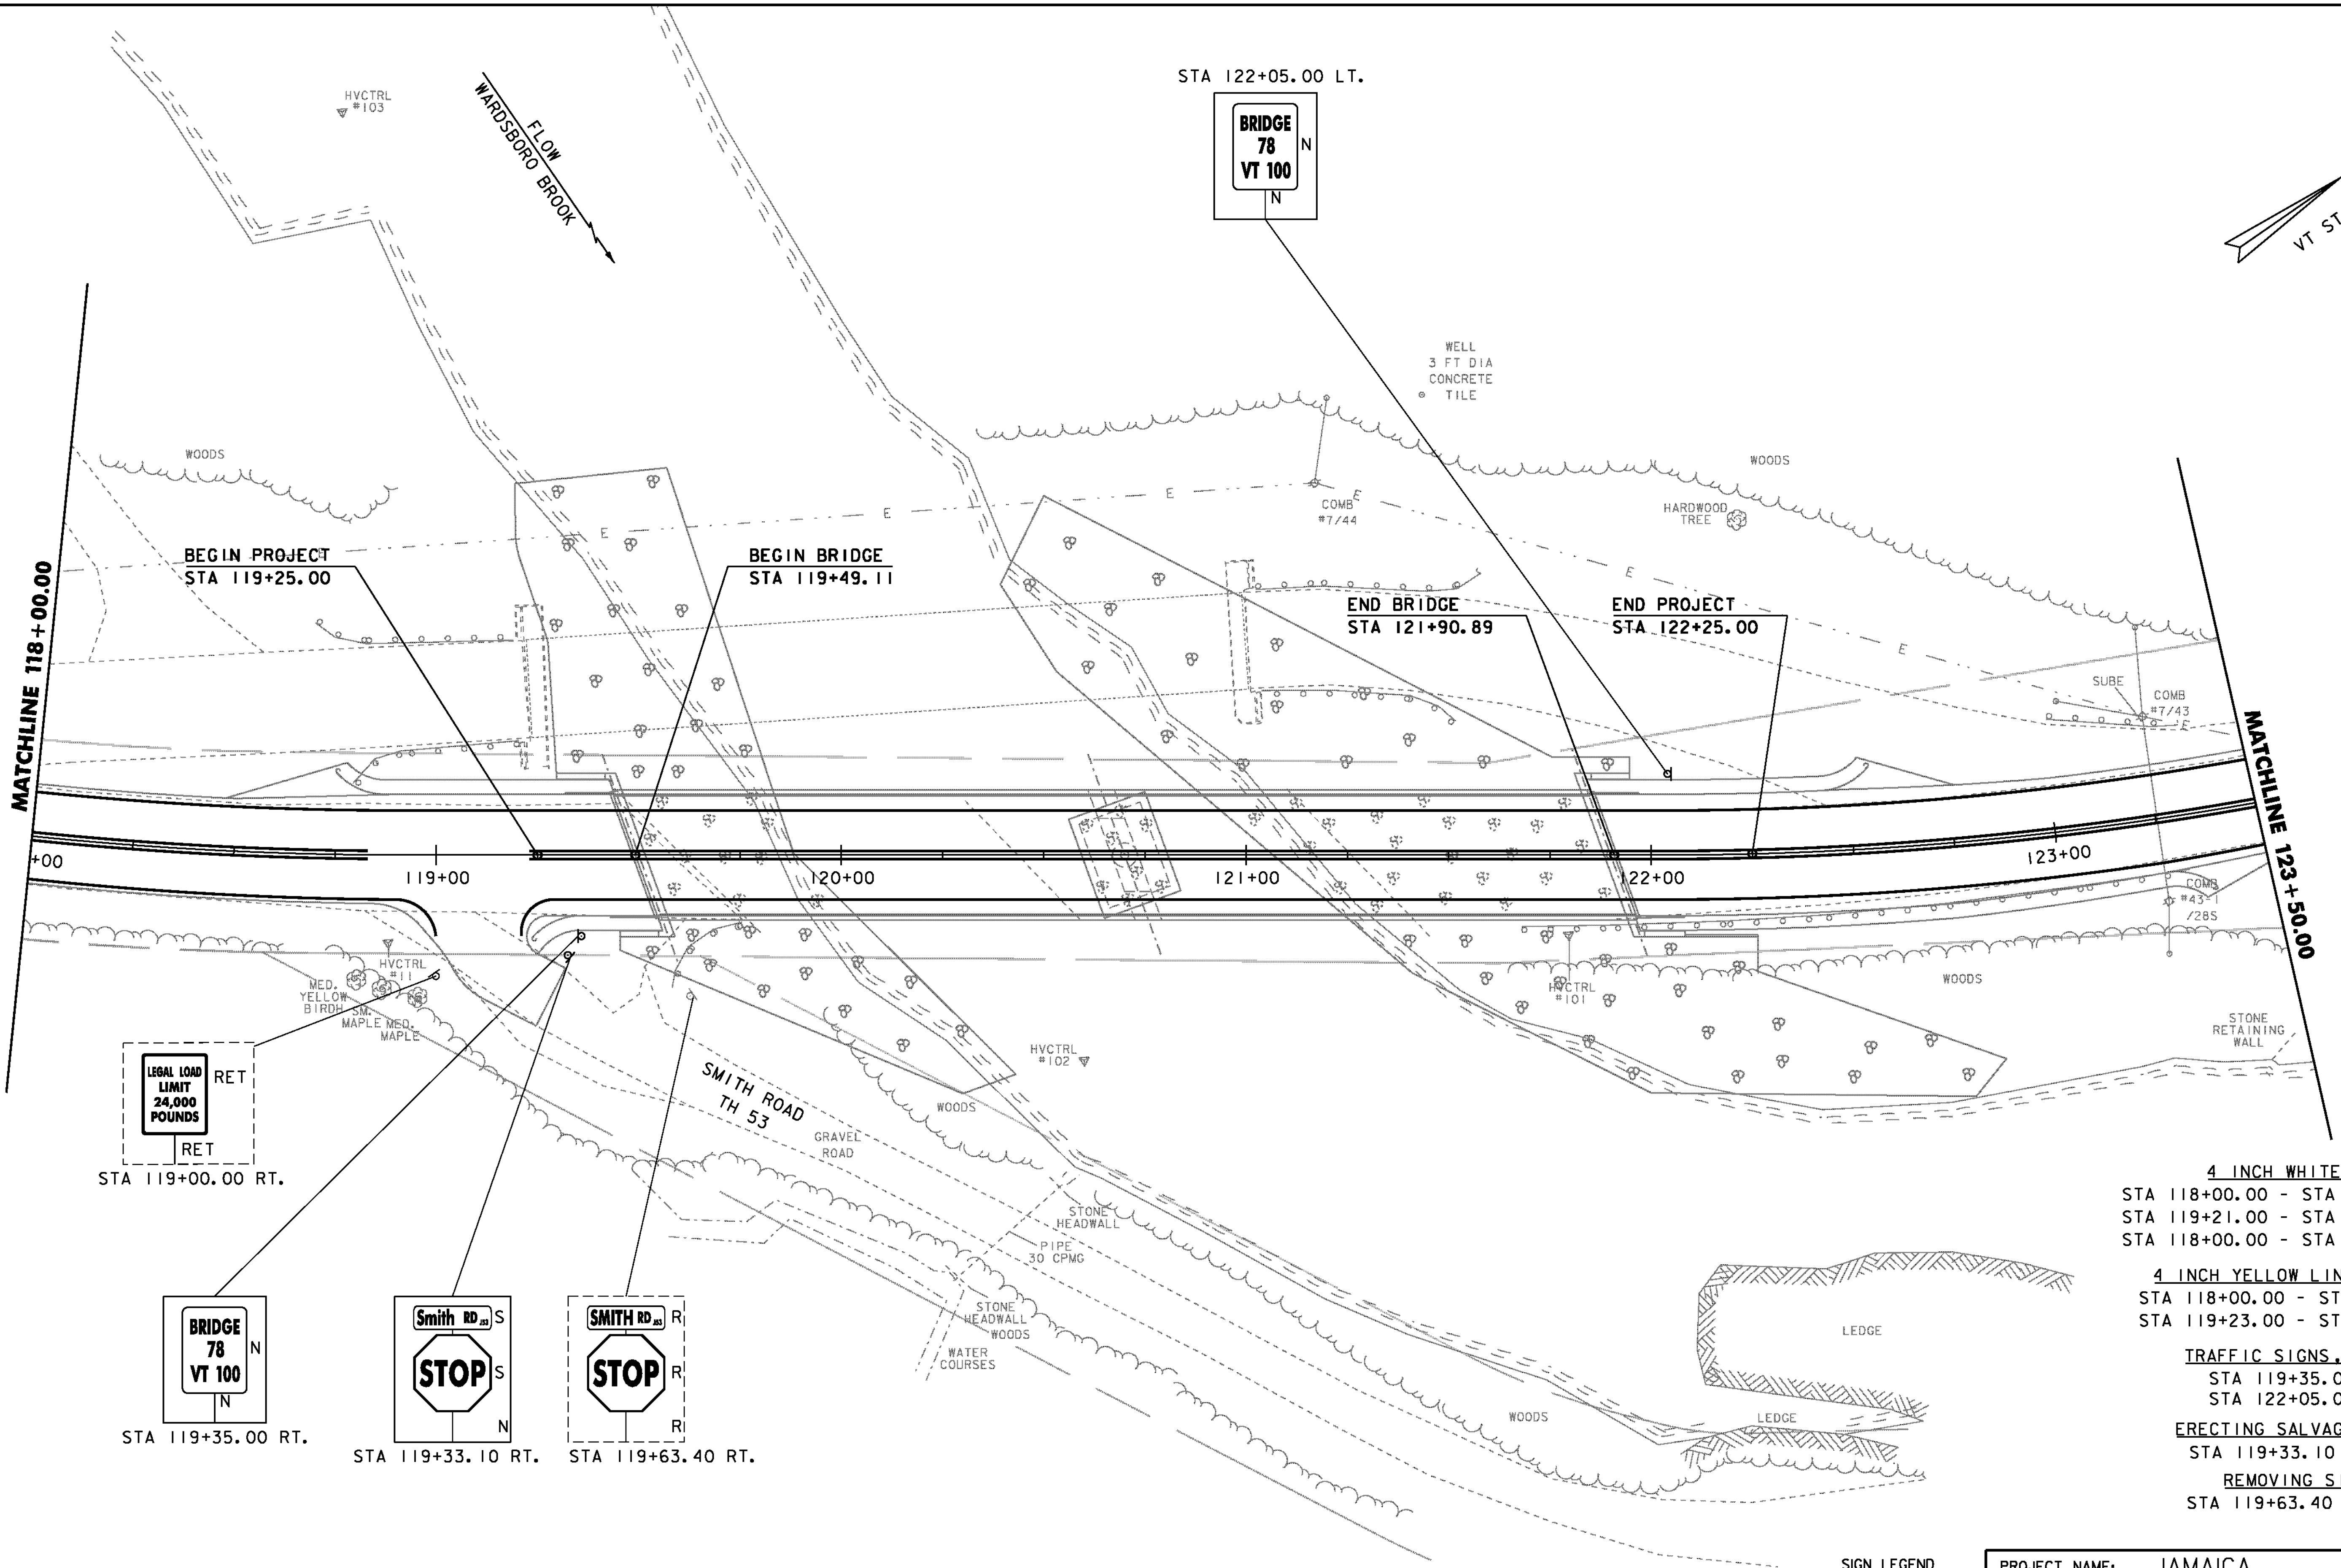 STA 122+05.00 LT.
BRIDGE
78
VT 100
N
N
HVCTRL
#103
FLOW
WARDSBORO BROOK
VT ST
WELL
3 FT DIA
CONCRETE
TILE
WOODS
WOODS
E
E
E
E
E
E
E
COMB
#7/44
HARDWOOD
TREE
BEGIN PROJECT
STA 119+25.00
BEGIN BRIDGE
STA 119+49.11
END BRIDGE
STA 121+90.89
END PROJECT
STA 122+25.00
SUBE
COMB
#7/43
MATCHLINE 118+00.00
MATCHLINE 123+50.00
+00
119+00
120+00
121+00
122+00
123+00
COMB
#43-1
/28S
HVCTRL
#11
MED.
YELLOW
BIRDH
SM.
MAPLE
MED.
MAPLE
HVCTRL
#101
WOODS
STONE
RETAINING
WALL
HVCTRL
#102
LEGAL LOAD
LIMIT
24,000
POUNDS
RET
RET
STA 119+00.00 RT.
SMITH ROAD
TH 53
GRAVEL
ROAD
WOODS
STONE
HEADWALL
PIPE
30 CPMG
STONE
HEADWALL
WOODS
WATER
COURSES
LEDGE
LEDGE
WOODS
BRIDGE
78
VT 100
N
N
STA 119+35.00 RT.
Smith RD S
STOP S
N
STA 119+33.10 RT.
SMITH RD R
STOP R
R
STA 119+63.40 RT.
4 INCH WHITE
STA 118+00.00 - STA
STA 119+21.00 - STA
STA 118+00.00 - STA
4 INCH YELLOW LIN
STA 118+00.00 - ST
STA 119+23.00 - ST
TRAFFIC SIGNS,
STA 119+35.0
STA 122+05.0
ERECTING SALVAG
STA 119+33.10
REMOVING S
STA 119+63.40
SIGN LEGEND
PROJECT NAME: JAMAICA